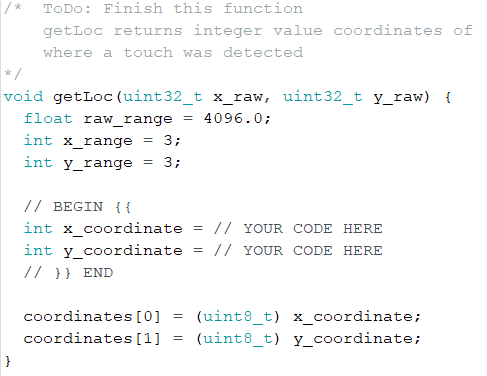 /*  ToDo: Finish this function
    getLoc returns integer value coordinates of
    where a touch was detected
*/
void getLoc(uint32_t x_raw, uint32_t y_raw) {
  float raw_range = 4096.0;
  int x_range = 3;
  int y_range = 3;

  // BEGIN {{
  int x_coordinate = // YOUR CODE HERE
  int y_coordinate = // YOUR CODE HERE
  // }} END

  coordinates[0] = (uint8_t) x_coordinate;
  coordinates[1] = (uint8_t) y_coordinate;
}